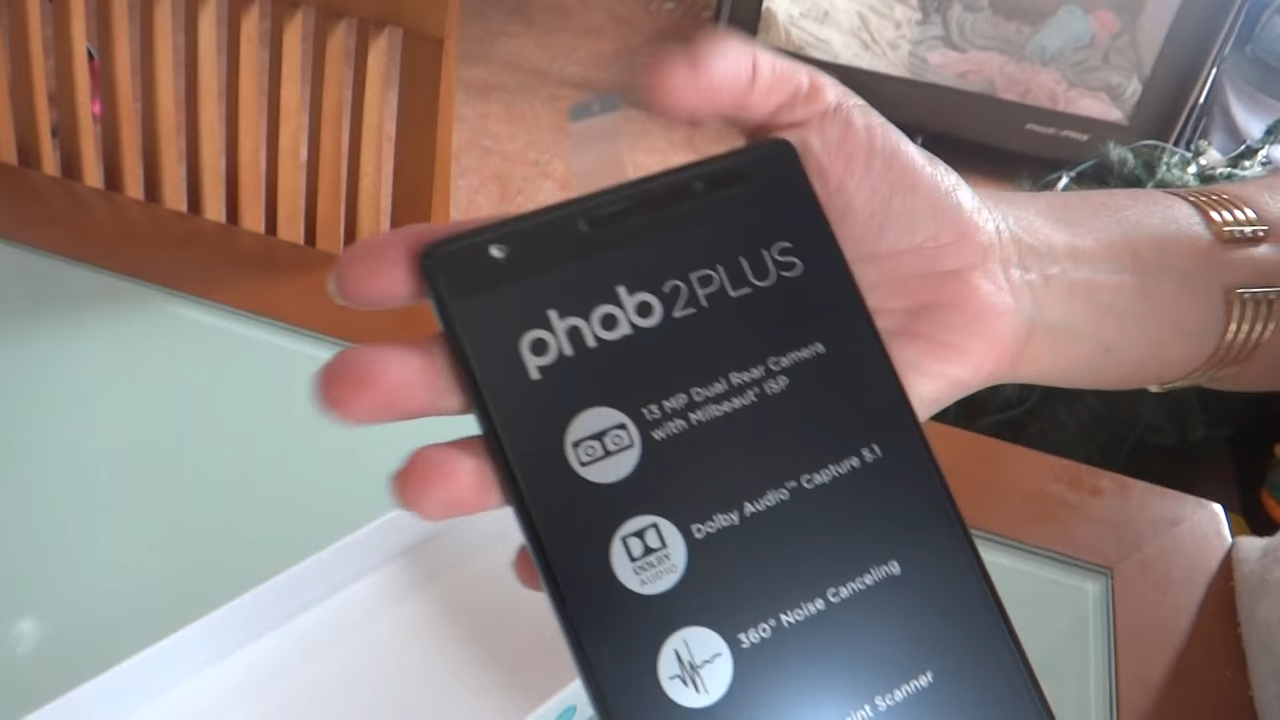 phab2PLUS
13 MP Dual Rear Camera
with Milbeaut® ISP
Dolby Audio™ Capture 5.1
DOLBY
AUDIO
360° Noise Canceling
Scanner